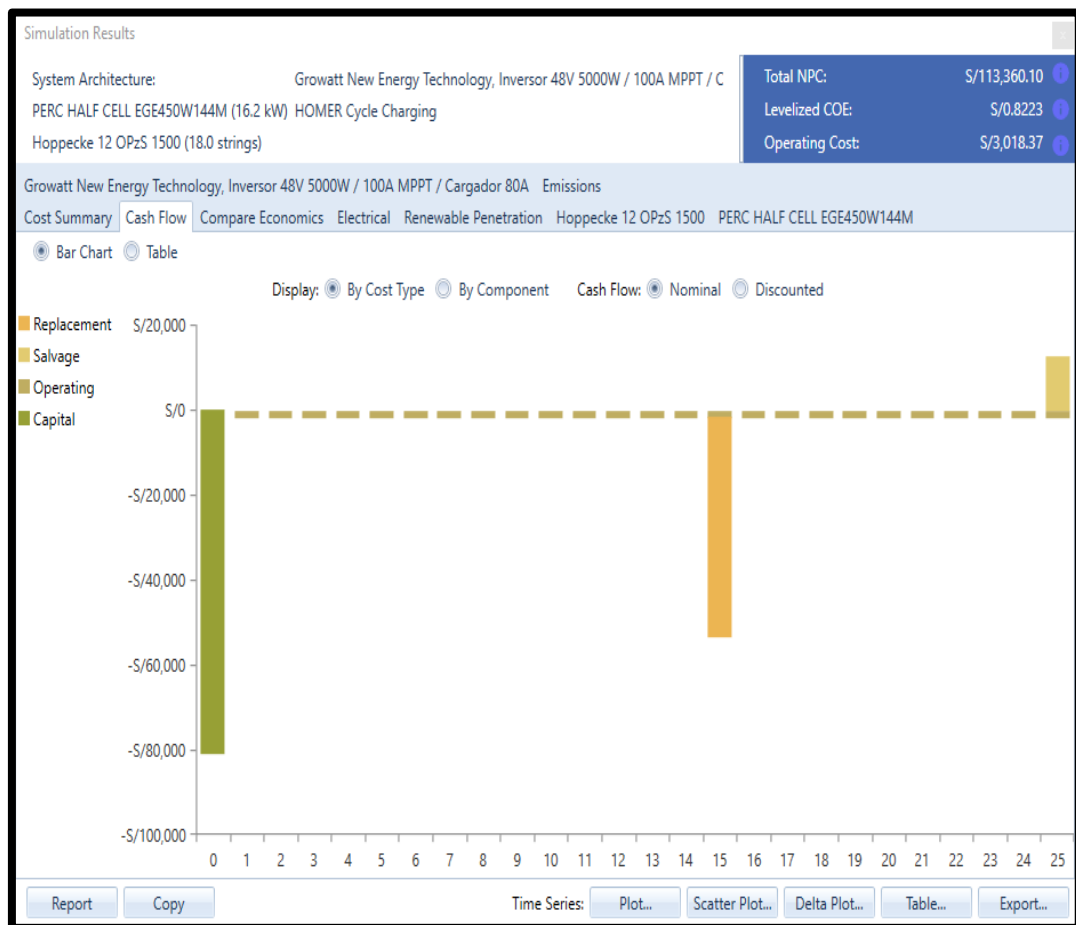 Simulation Results
x
System Architecture:
Growatt New Energy Technology, Inversor 48V 5000W / 100A MPPT / C
PERC HALF CELL EGE450W144M (16.2 kW) HOMER Cycle Charging
Hoppecke 12 OPzS 1500 (18.0 strings)
Total NPC: S/113,360.10
Levelized COE: S/0.8223
Operating Cost: S/3,018.37
Growatt New Energy Technology, Inversor 48V 5000W / 100A MPPT / Cargador 80A Emissions
Cost Summary Cash Flow Compare Economics Electrical Renewable Penetration Hoppecke 12 OPzS 1500 PERC HALF CELL EGE450W144M
Bar Chart Table
Display: By Cost Type By Component Cash Flow: Nominal Discounted
Replacement
Salvage
Operating
Capital
S/20,000
S/0
-S/20,000
-S/40,000
-S/60,000
-S/80,000
-S/100,000
0 1 2 3 4 5 6 7 8 9 10 11 12 13 14 15 16 17 18 19 20 21 22 23 24 25
Report Copy Time Series: Plot... Scatter Plot... Delta Plot... Table... Export...